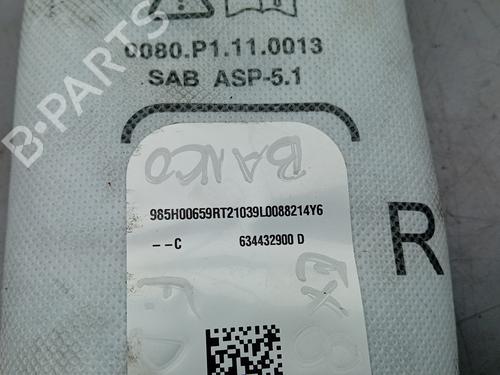 0080.P1.11.0013
SAB ASP-5.1
BANCO
985H00659RT21039L0088214Y6
--C 634432900 D
R
B-PARTS